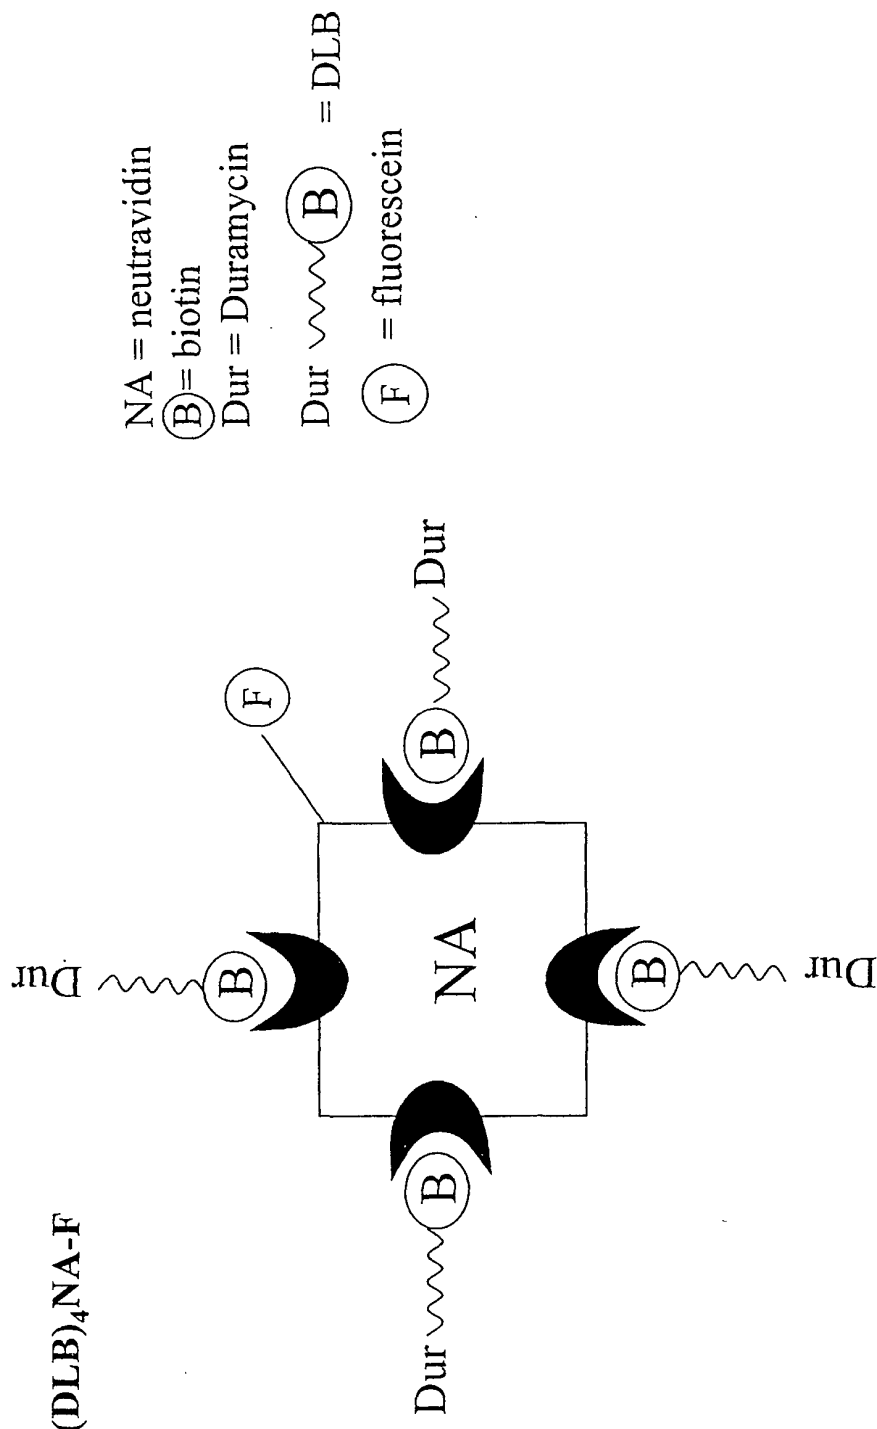 (DLB)₄NA-F
NA = neutravidin
B = biotin
Dur = Duramycin
Dur B = DLB
F = fluorescein
Dur
F
B
Dur B NA B Dur
B
Dur